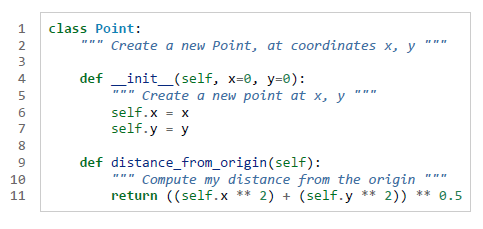 1 class Point:
2     """ Create a new Point, at coordinates x, y """
3
4     def __init__(self, x=0, y=0):
5         """ Create a new point at x, y """
6         self.x = x
7         self.y = y
8
9     def distance_from_origin(self):
10         """ Compute my distance from the origin """
11         return ((self.x ** 2) + (self.y ** 2)) ** 0.5